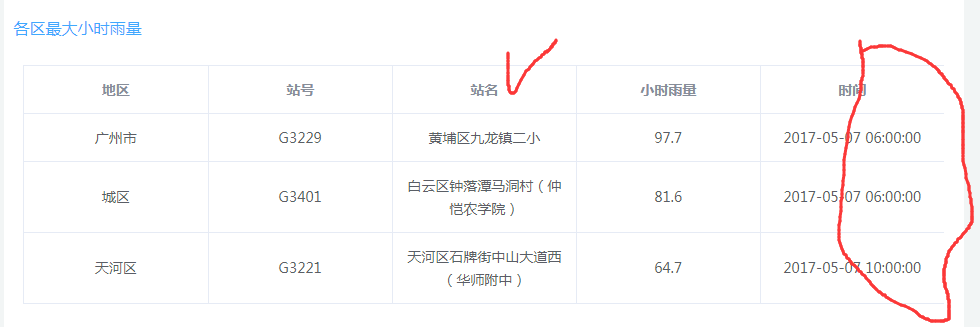 各区最大小时雨量
地区 站号 站名 小时雨量 时间
广州市 G3229 黄埔区九龙镇二小 97.7 2017-05-07 06:00:00
城区 G3401 白云区钟落潭马洞村（仲 81.6 2017-05-07 06:00:00
恺农学院）
天河区 G3221 天河区石牌街中山大道西 64.7 2017-05-07 10:00:00
（华师附中）